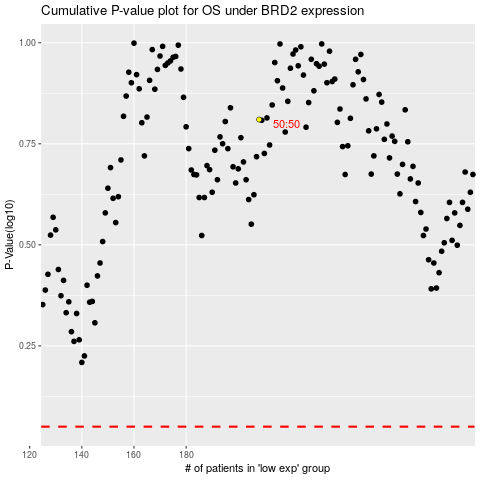 Cumulative P-value plot for OS under BRD2 expression
P-Value(log10)
1.00
0.75
0.50
0.25
50:50
120 140 160 180
# of patients in 'low exp' group